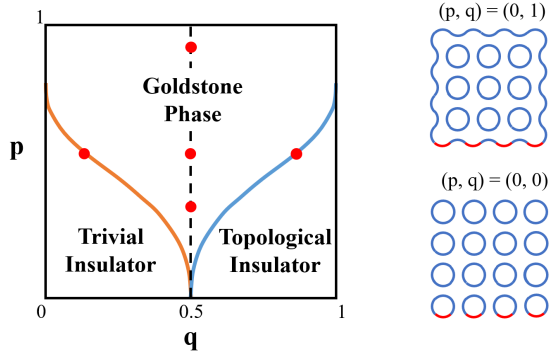 1
Goldstone
Phase
p
Trivial
Insulator
Topological
Insulator
0
0.5
1
q
(p, q) = (0, 1)
(p, q) = (0, 0)